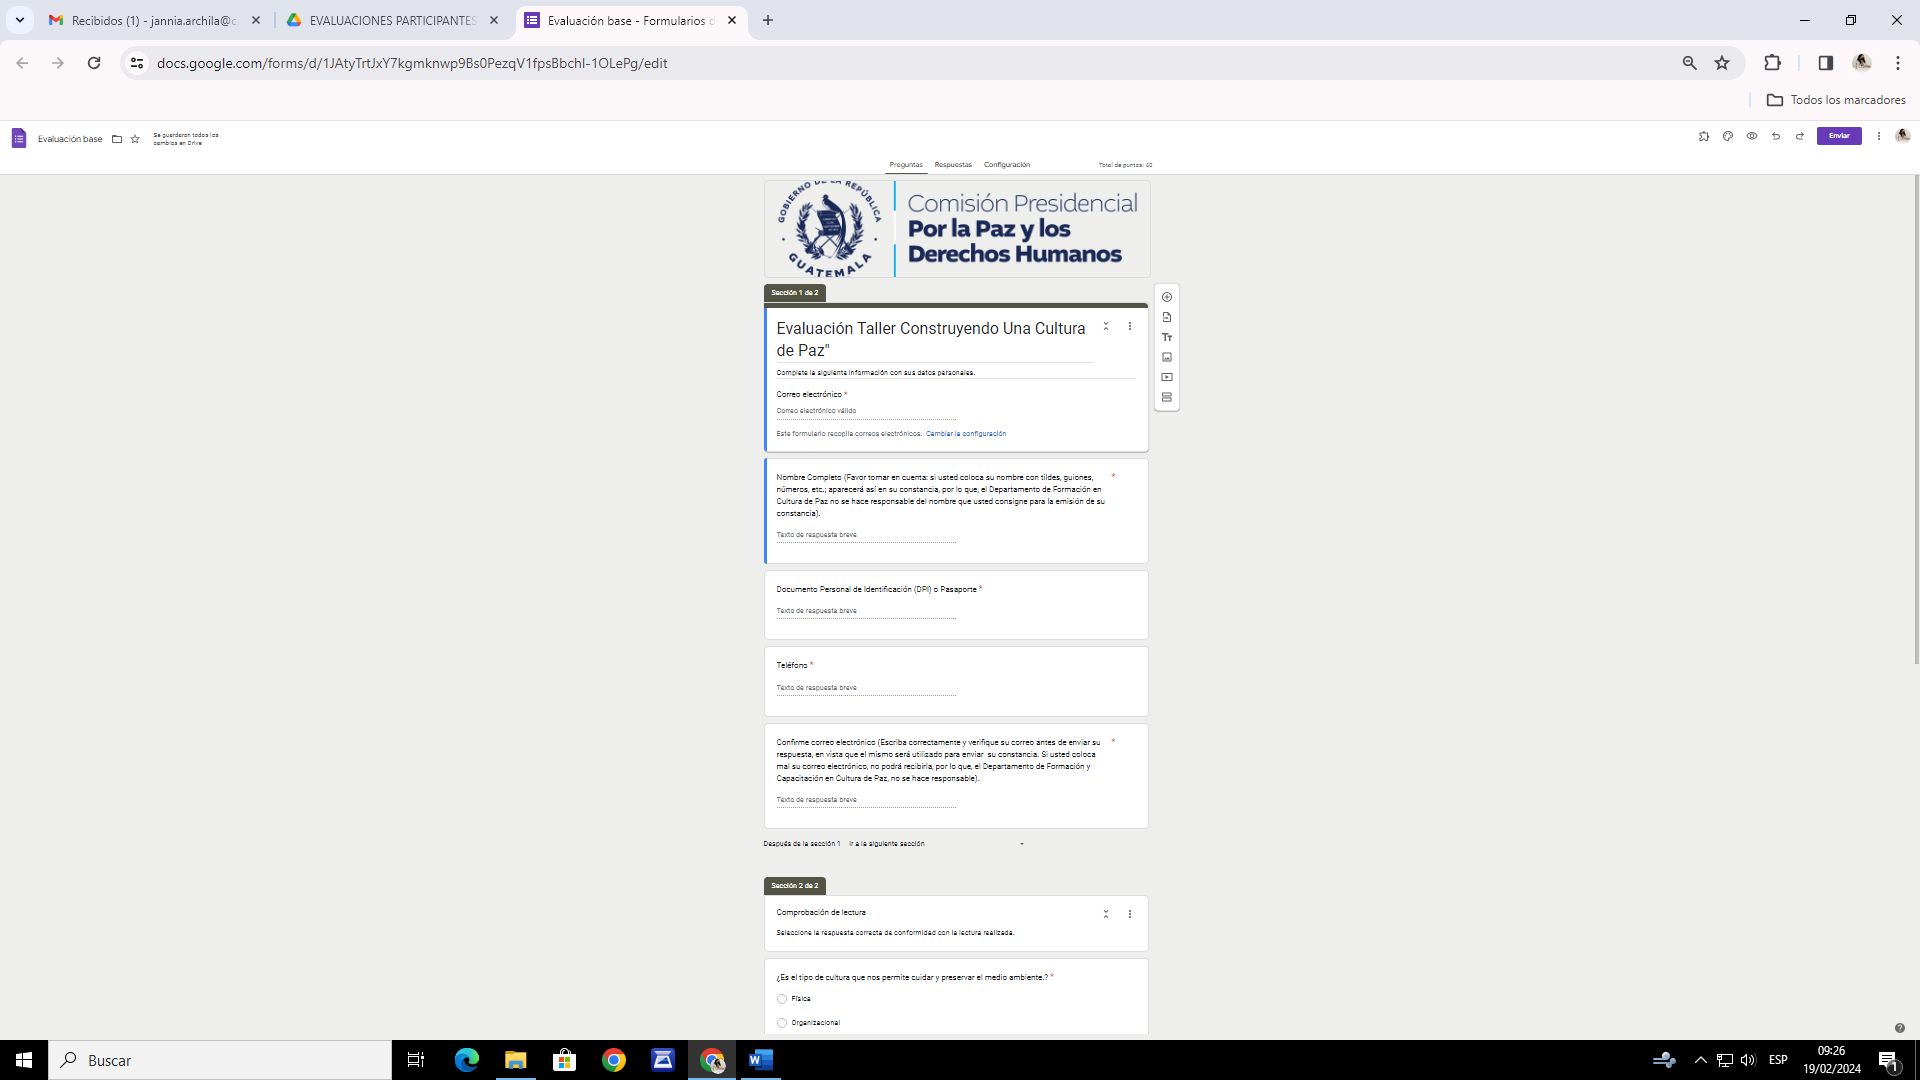 Recibidos (1) - jannia.archila@c
EVALUACIONES PARTICIPANTES
Evaluación base - Formularios d
docs.google.com/forms/d/1JAtyTrtJxY7kgmknwp9Bs0PezqV1fpsBbchl-1OLePg/edit
Todos los marcadores
Evaluación base
Se guardaron todos los
cambios en Drive
Enviar
Preguntas Respuestas Configuración Total de puntos: 60
GOBIERNO DE LA REPÚBLICA
GUATEMALA
Comisión Presidencial
Por la Paz y los
Derechos Humanos
Sección 1 de 2
Evaluación Taller Construyendo Una Cultura
de Paz"
Complete la siguiente información con sus datos personales.
Correo electrónico *
Correo electrónico válido
Este formulario recopila correos electrónicos. Cambiar la configuración
Nombre Completo (Favor tomar en cuenta: si usted coloca su nombre con tildes, guiones, *
números, etc.; aparecerá así en su constancia, por lo que, el Departamento de Formación en
Cultura de Paz no se hace responsable del nombre que usted consigne para la emisión de su
constancia).
Texto de respuesta breve
Documento Personal de Identificación (DPI) o Pasaporte *
Texto de respuesta breve
Teléfono *
Texto de respuesta breve
Confirme correo electrónico (Escriba correctamente y verifique su correo antes de enviar su *
respuesta, en vista que el mismo será utilizado para enviar su constancia. Si usted coloca
mal su correo electrónico, no podrá recibirla, por lo que, el Departamento de Formación y
Capacitación en Cultura de Paz, no se hace responsable).
Texto de respuesta breve
Después de la sección 1 Ir a la siguiente sección
Sección 2 de 2
Comprobación de lectura
Seleccione la respuesta correcta de conformidad con la lectura realizada.
¿Es el tipo de cultura que nos permite cuidar y preservar el medio ambiente.? *
Física
Organizacional
Buscar
ESP
09:26
19/02/2024
1